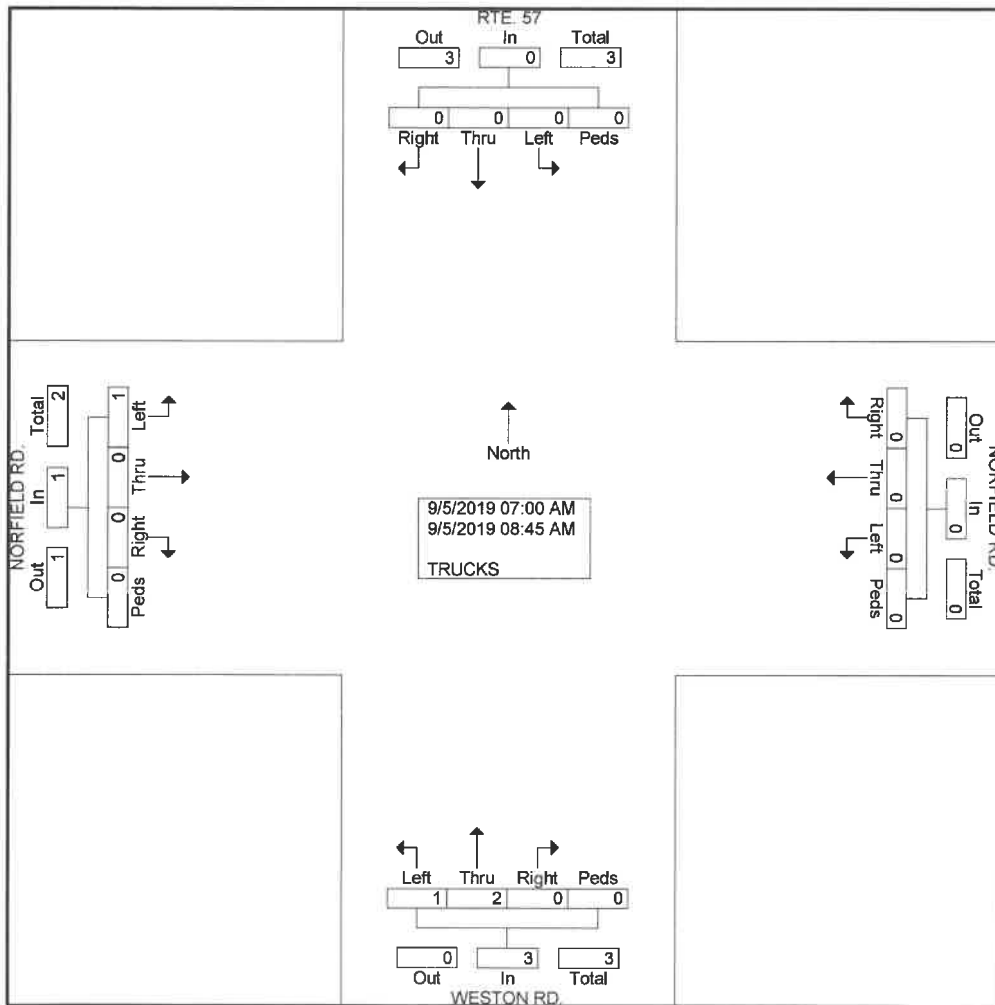 RTE. 57
Out In Total
3 0 3
0 0 0 0
Right Thru Left Peds
NORFIELD RD.
Total In Out
2 1 1
1 0 0 0
Left Thru Right Peds
North
9/5/2019 07:00 AM
9/5/2019 08:45 AM
TRUCKS
Right Thru Left Peds
0 0 0 0
Out In Total
0 0 0
NORFIELD RD.
Left Thru Right Peds
1 2 0 0
0 3 3
Out In Total
WESTON RD.